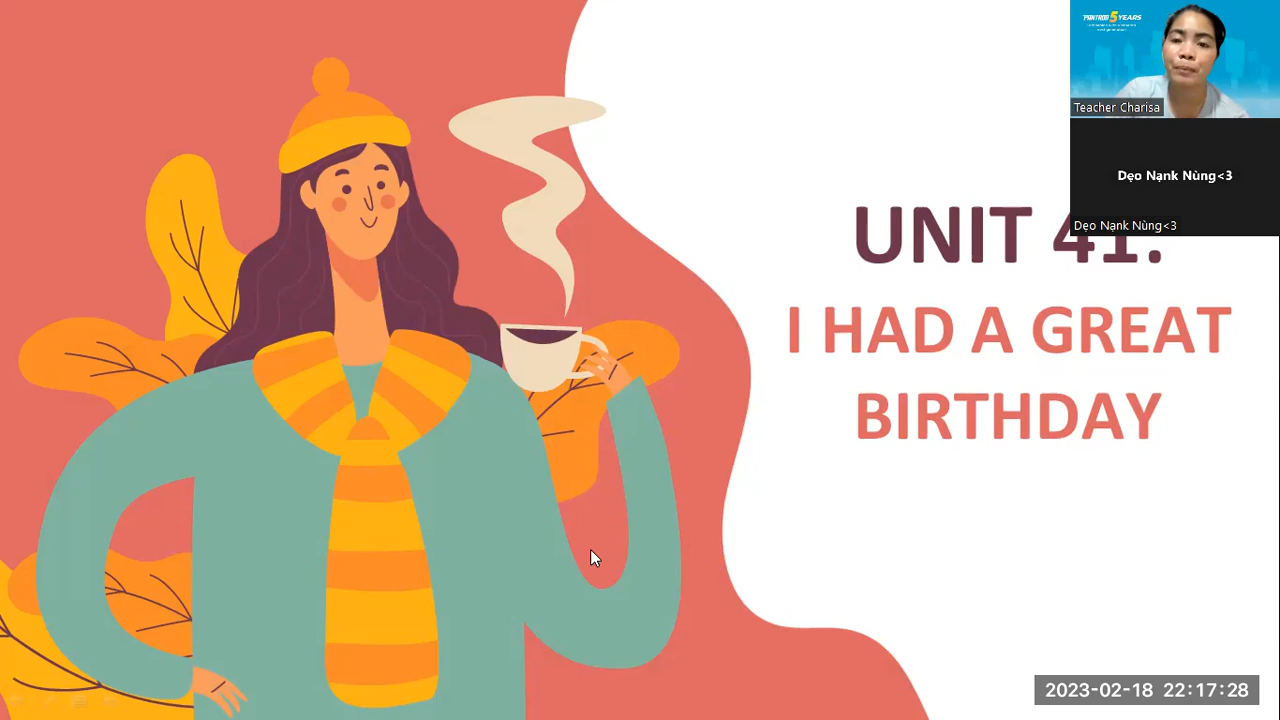 PANTADO 5 YEARS
Teacher Charisa
Dẹo Nạnk Nùng<3
Dẹo Nạnk Nùng<3
UNIT 41:
I HAD A GREAT
BIRTHDAY
2023-02-18 22:17:28